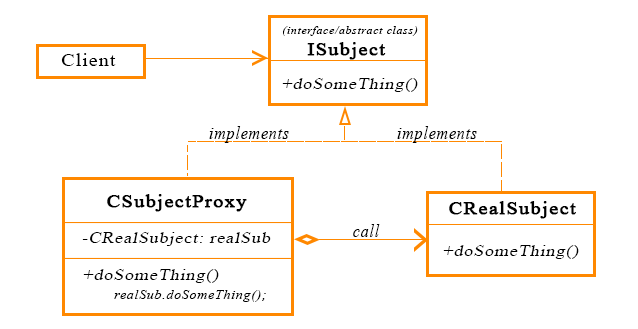 (interface/abstract class)
ISubject
Client
+doSomeThing()
implements
implements
CSubjectProxy
-CRealSubject: realSub
+doSomeThing()
realSub.doSomeThing();
call
CRealSubject
+doSomeThing()